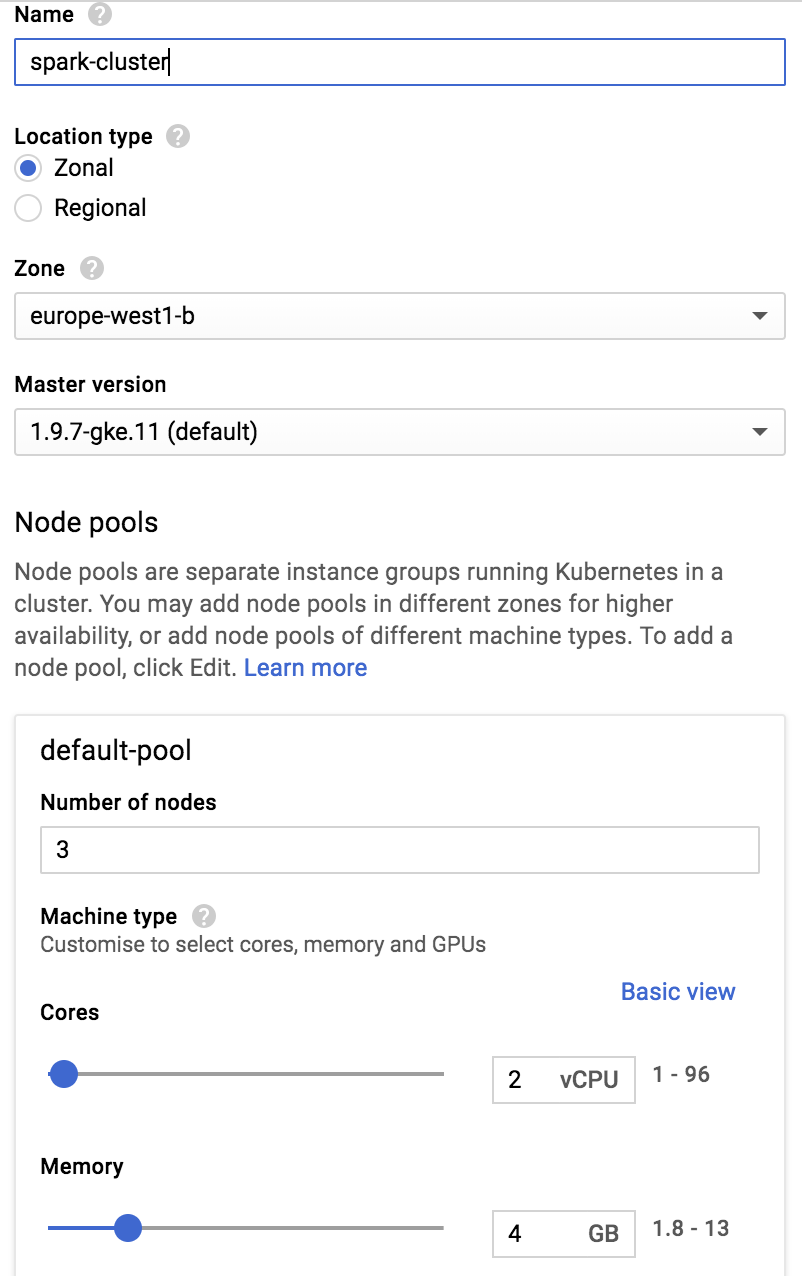 Name ?
spark-cluster
Location type ?
Zonal
Regional
Zone ?
europe-west1-b
Master version
1.9.7-gke.11 (default)
Node pools
Node pools are separate instance groups running Kubernetes in a
cluster. You may add node pools in different zones for higher
availability, or add node pools of different machine types. To add a
node pool, click Edit. Learn more
default-pool
Number of nodes
3
Machine type ?
Customise to select cores, memory and GPUs
Basic view
Cores
2 vCPU 1 - 96
Memory
4 GB 1.8 - 13